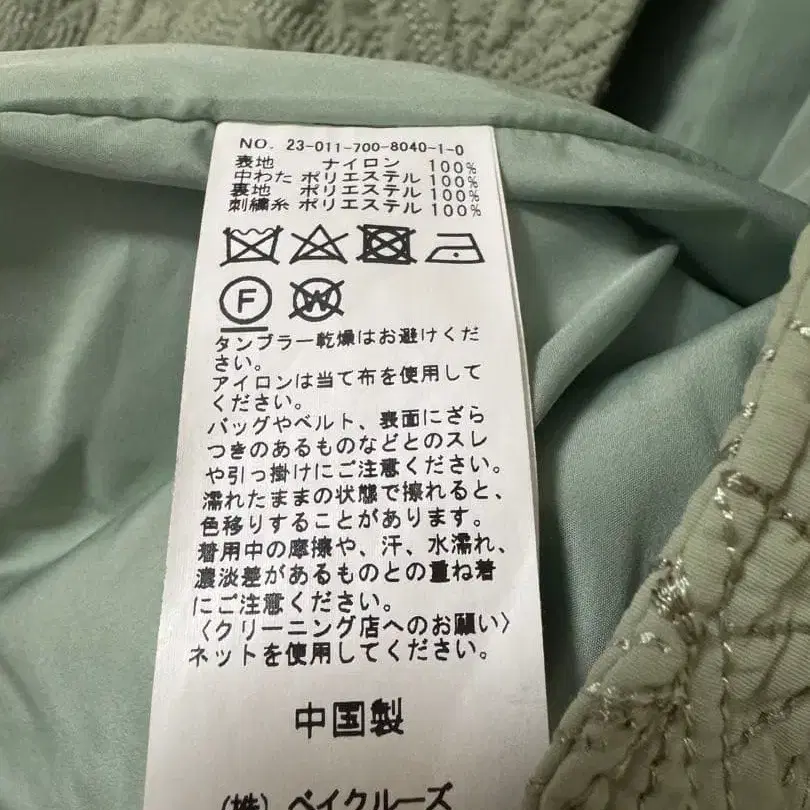 NO. 23-011-700-8040-1-0
表地 ナイロン 100%
中わた ポリエステル 100%
裏地 ポリエステル 100%
刺繍糸 ポリエステル 100%
F W
タンブラー乾燥はお避けくだ
さい。
アイロンは当て布を使用して
ください。
バッグやベルト、表面にざら
つきのあるものなどとのスレ
や引っ掛けにご注意ください。
濡れたままの状態で擦れると、
色移りすることがあります。
着用中の摩擦や、汗、水濡れ、
濃淡差があるものとの重ね着
にご注意ください。
〈クリーニング店へのお願い〉
ネットを使用してください。
中国製
(株)ベイクルーズ